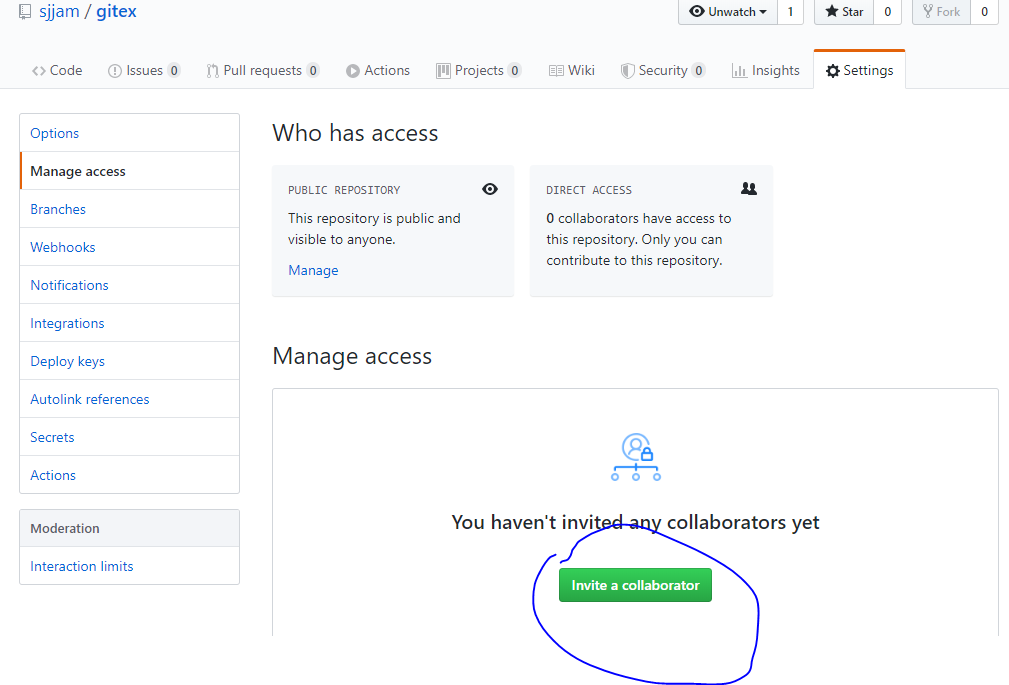 sjjam / gitex
Unwatch 1 Star 0 Fork 0
Code Issues 0 Pull requests 0 Actions Projects 0 Wiki Security 0 Insights Settings
Options
Manage access
Branches
Webhooks
Notifications
Integrations
Deploy keys
Autolink references
Secrets
Actions
Moderation
Interaction limits
Who has access
PUBLIC REPOSITORY
This repository is public and
visible to anyone.
Manage
DIRECT ACCESS
0 collaborators have access to
this repository. Only you can
contribute to this repository.
Manage access
You haven't invited any collaborators yet
Invite a collaborator